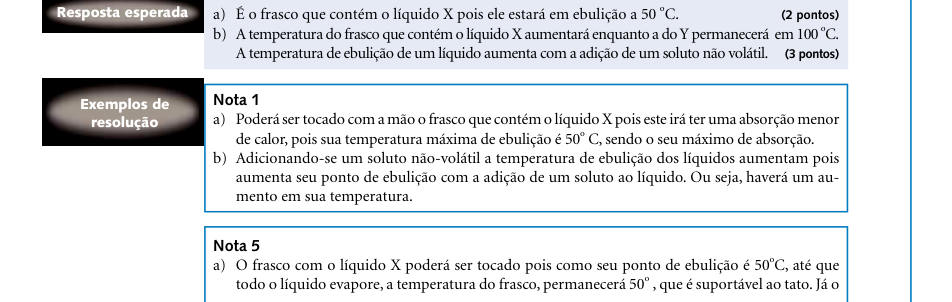 Resposta esperada
a) É o frasco que contém o líquido X pois ele estará em ebulição a 50 ºC. (2 pontos)
b) A temperatura do frasco que contém o líquido X aumentará enquanto a do Y permanecerá em 100 ºC.
A temperatura de ebulição de um líquido aumenta com a adição de um soluto não volátil. (3 pontos)
Exemplos de
resolução
Nota 1
a) Poderá ser tocado com a mão o frasco que contém o líquido X pois este irá ter uma absorção menor
de calor, pois sua temperatura máxima de ebulição é 50º C, sendo o seu máximo de absorção.
b) Adicionando-se um soluto não-volátil a temperatura de ebulição dos líquidos aumentam pois
aumenta seu ponto de ebulição com a adição de um soluto ao líquido. Ou seja, haverá um au-
mento em sua temperatura.
Nota 5
a) O frasco com o líquido X poderá ser tocado pois como seu ponto de ebulição é 50ºC, até que
todo o líquido evapore, a temperatura do frasco, permanecerá 50º , que é suportável ao tato. Já o